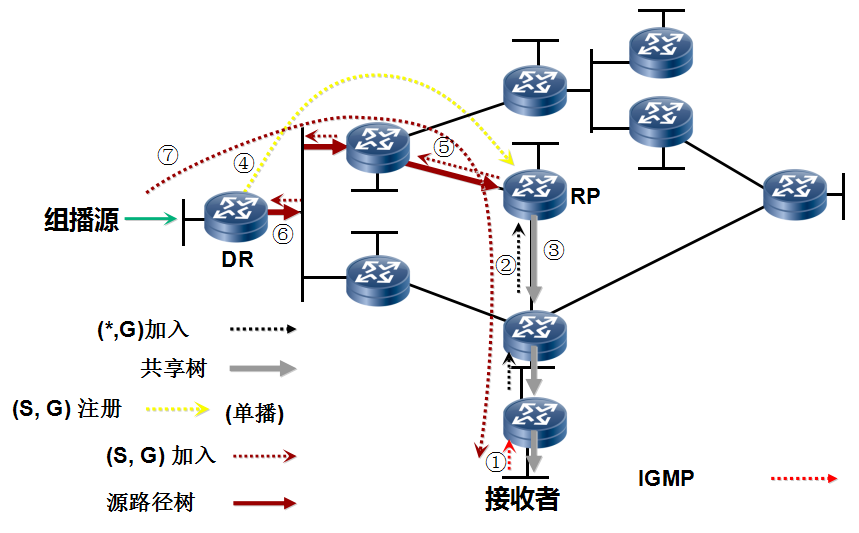 ⑦
④
⑤
RP
组播源
⑥
DR
②
③
(*,G)加入
共享树
(S, G) 注册
(单播)
(S, G) 加入
①
IGMP
源路径树
接收者